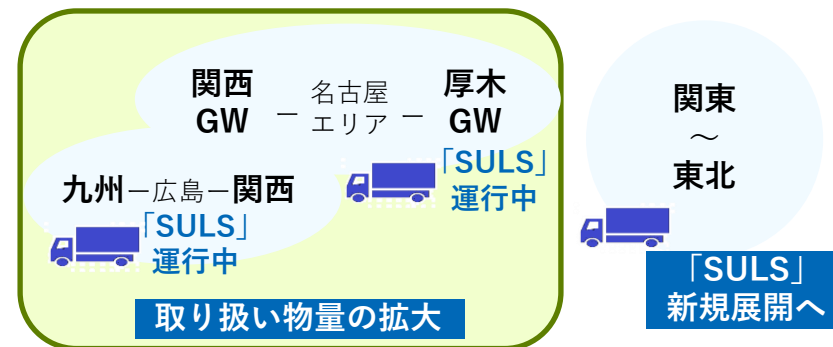 関西
GW
－
名古屋
エリア
－
厚木
GW
「SULS」
運行中
九州－広島－関西
「SULS」
運行中
取り扱い物量の拡大
関東
～
東北
「SULS」
新規展開へ